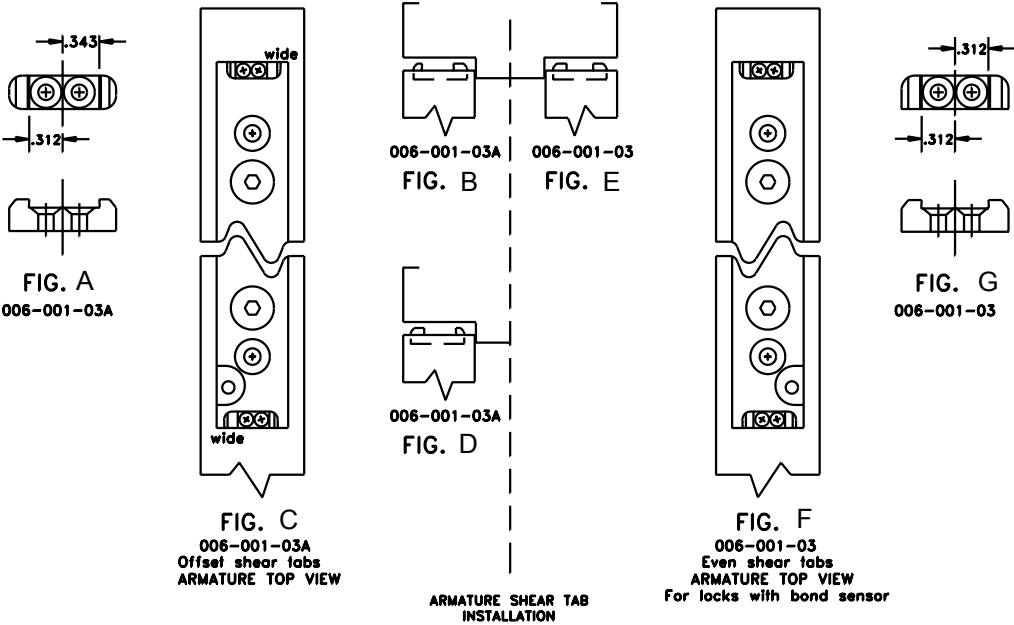 .343
.312
FIG. A
006-001-03A
wide
wide
FIG. C
006-001-03A
Offset shear tabs
ARMATURE TOP VIEW
006-001-03A
FIG. B
006-001-03
FIG. E
006-001-03A
FIG. D
ARMATURE SHEAR TAB
INSTALLATION
FIG. F
006-001-03
Even shear tabs
ARMATURE TOP VIEW
For locks with bond sensor
.312
.312
FIG. G
006-001-03